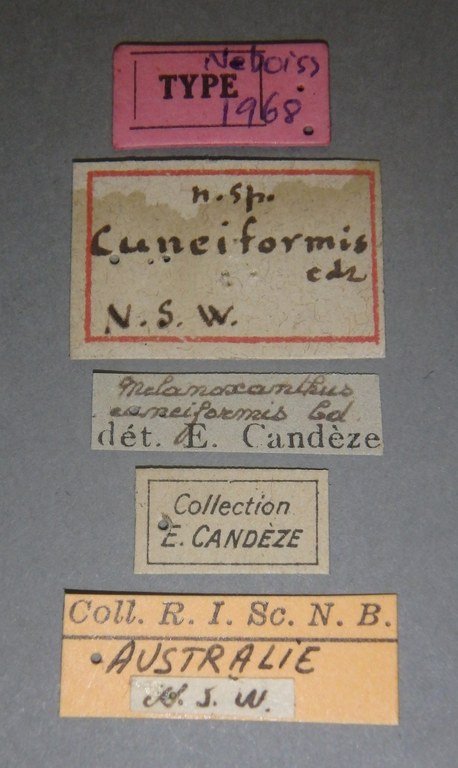 Neboiss
TYPE
1968
n. sp.
Cuneiformis
cdz
N. S. W.
Melanoxanthus
cuneiformis Cd.
dét. E. Candèze
Collection
E. CANDÈZE
Coll. R. I. Sc. N. B.
AUSTRALIE
N. S. W.